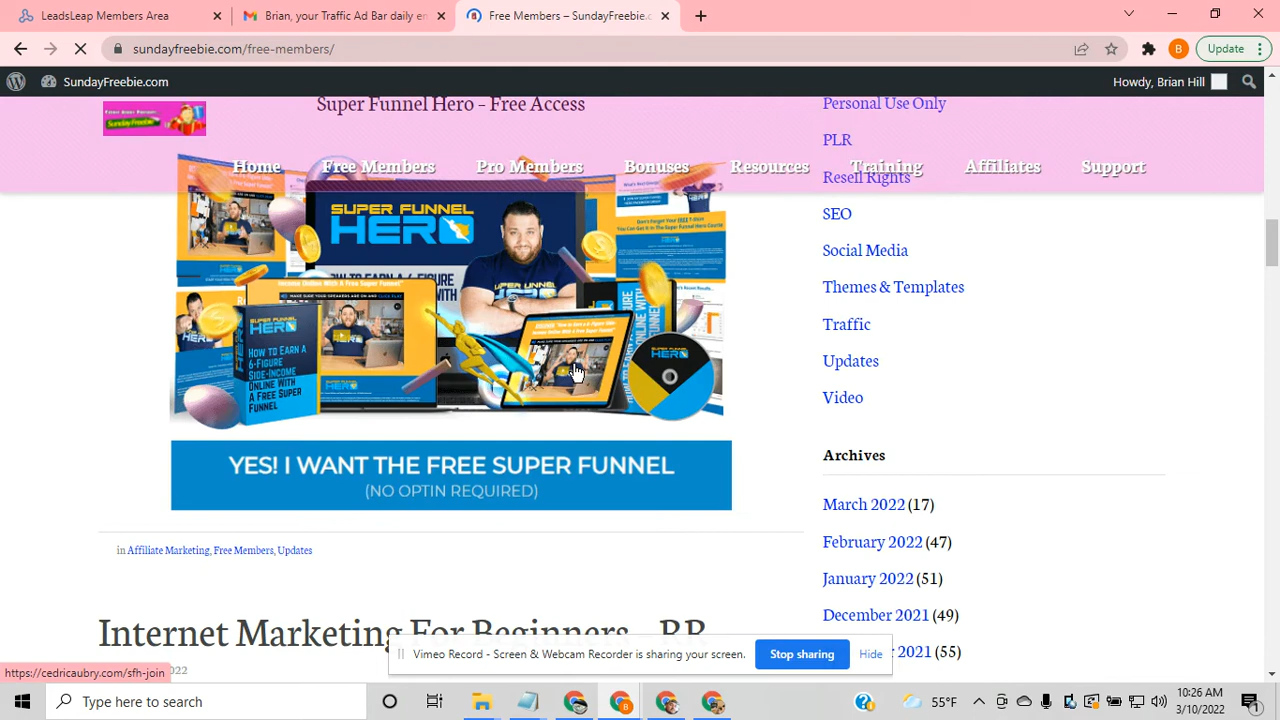 LeadsLeap Members Area
Brian, your Traffic Ad Bar daily en
Free Members – SundayFreebie.c
sundayfreebie.com/free-members/
B
Update
SundayFreebie.com
Howdy, Brian Hill
Super Funnel Hero – Free Access
Personal Use Only
Sunday Freebie
PLR
Home
Free Members
Pro Members
Bonuses
Resources
Training
Affiliates
Support
Resell Rights
SUPER FUNNEL
HERO
SEO
Social Media
Themes & Templates
Traffic
Updates
Video
HOW TO EARN A
6-FIGURE
SIDE-INCOME
ONLINE WITH
A FREE SUPER
FUNNEL
YES! I WANT THE FREE SUPER FUNNEL
(NO OPTIN REQUIRED)
Archives
March 2022 (17)
February 2022 (47)
January 2022 (51)
December 2021 (49)
2021 (55)
in Affiliate Marketing, Free Members, Updates
Internet Marketing For Beginners – RR
Vimeo Record - Screen & Webcam Recorder is sharing your screen.
Stop sharing
Hide
https://cedricaubry.com/sfh-join
2022
Type here to search
55°F
10:26 AM
3/10/2022